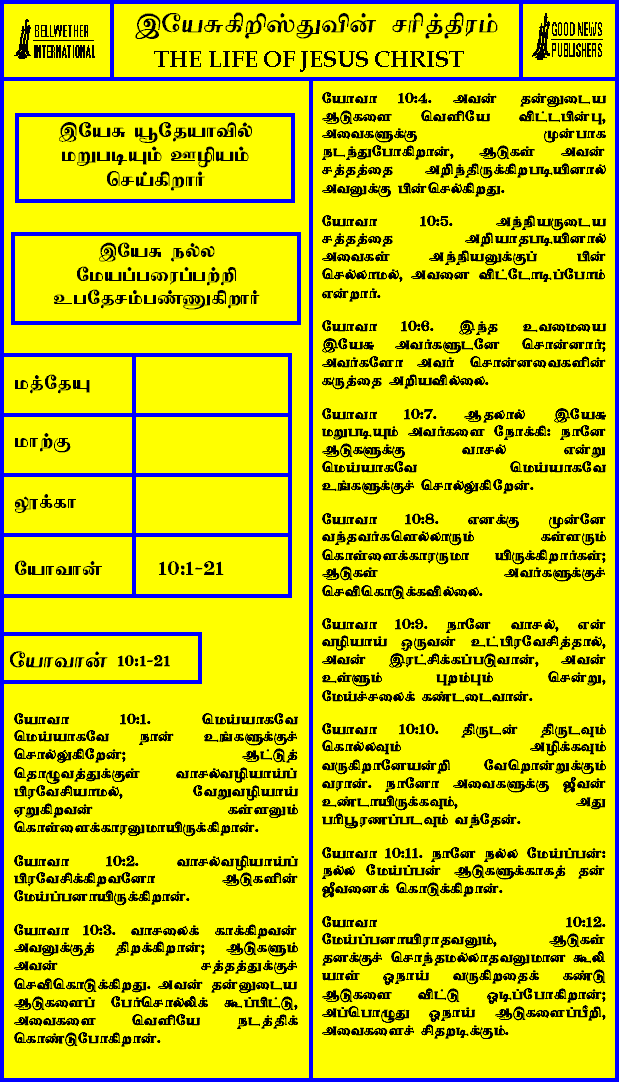 BELLWETHER
INTERNATIONAL
இயேசுகிறிஸ்துவின் சரித்திரம்
THE LIFE OF JESUS CHRIST
GOOD NEWS
PUBLISHERS
இயேசு யூதேயாவில்
மறுபடியும் ஊழியம்
செய்கிறார்
இயேசு நல்ல
மேயப்பரைப்பற்றி
உபதேசம்பண்ணுகிறார்
மத்தேயு
மாற்கு
லூக்கா
யோவான் 10:1-21
யோவான் 10:1-21
யோவா 10:1. மெய்யாகவே
மெய்யாகவே நான் உங்களுக்குச்
சொல்லுகிறேன்; ஆட்டுத்
தொழுவத்துக்குள் வாசல்வழியாய்ப்
பிரவேசியாமல், வேறுவழியாய்
ஏறுகிறவன் கள்ளனும்
கொள்ளைக்காரனுமாயிருக்கிறான்.
யோவா 10:2. வாசல்வழியாய்ப்
பிரவேசிக்கிறவனோ ஆடுகளின்
மேய்ப்பனாயிருக்கிறான்.
யோவா 10:3. வாசலைக் காக்கிறவன்
அவனுக்குத் திறக்கிறான்; ஆடுகளும்
அவன் சத்தத்துக்குச்
செவிகொடுக்கிறது. அவன் தன்னுடைய
ஆடுகளைப் பேர்சொல்லிக் கூப்பிட்டு,
அவைகளை வெளியே நடத்திக்
கொண்டுபோகிறான்.
யோவா 10:4. அவன் தன்னுடைய
ஆடுகளை வெளியே விட்டபின்பு,
அவைகளுக்கு முன்பாக
நடந்துபோகிறான், ஆடுகள் அவன்
சத்தத்தை அறிந்திருக்கிறபடியினால்
அவனுக்கு பின்செல்கிறது.
யோவா 10:5. அந்நியருடைய
சத்தத்தை அறியாதபடியினால்
அவைகள் அந்நியனுக்குப் பின்
செல்லாமல், அவனை விட்டோடிப்போம்
என்றார்.
யோவா 10:6. இந்த உவமையை
இயேசு அவர்களுடனே சொன்னார்;
அவர்களோ அவர் சொன்னவைகளின்
கருத்தை அறியவில்லை.
யோவா 10:7. ஆதலால் இயேசு
மறுபடியும் அவர்களை நோக்கி: நானே
ஆடுகளுக்கு வாசல் என்று
மெய்யாகவே மெய்யாகவே
உங்களுக்குச் சொல்லுகிறேன்.
யோவா 10:8. எனக்கு முன்னே
வந்தவர்களெல்லாரும் கள்ளரும்
கொள்ளைக்காரருமா யிருக்கிறார்கள்;
ஆடுகள் அவர்களுக்குச்
செவிகொடுக்கவில்லை.
யோவா 10:9. நானே வாசல், என்
வழியாய் ஒருவன் உட்பிரவேசித்தால்,
அவன் இரட்சிக்கப்படுவான், அவன்
உள்ளும் புறம்பும் சென்று,
மேய்ச்சலைக் கண்டடைவான்.
யோவா 10:10. திருடன் திருடவும்
கொல்லவும் அழிக்கவும்
வருகிறானேயன்றி வேறொன்றுக்கும்
வரான். நானோ அவைகளுக்கு ஜீவன்
உண்டாயிருக்கவும், அது
பரிபூரணப்படவும் வந்தேன்.
யோவா 10:11. நானே நல்ல மேய்ப்பன்:
நல்ல மேய்ப்பன் ஆடுகளுக்காகத் தன்
ஜீவனைக் கொடுக்கிறான்.
யோவா 10:12.
மேய்ப்பனாயிராதவனும், ஆடுகள்
தனக்குச் சொந்தமல்லாதவனுமான கூலி
யாள் ஓநாய் வருகிறதைக் கண்டு
ஆடுகளை விட்டு ஓடிப்போகிறான்;
அப்பொழுது ஓநாய் ஆடுகளைப்பீறி,
அவைகளைச் சிதறடிக்கும்.